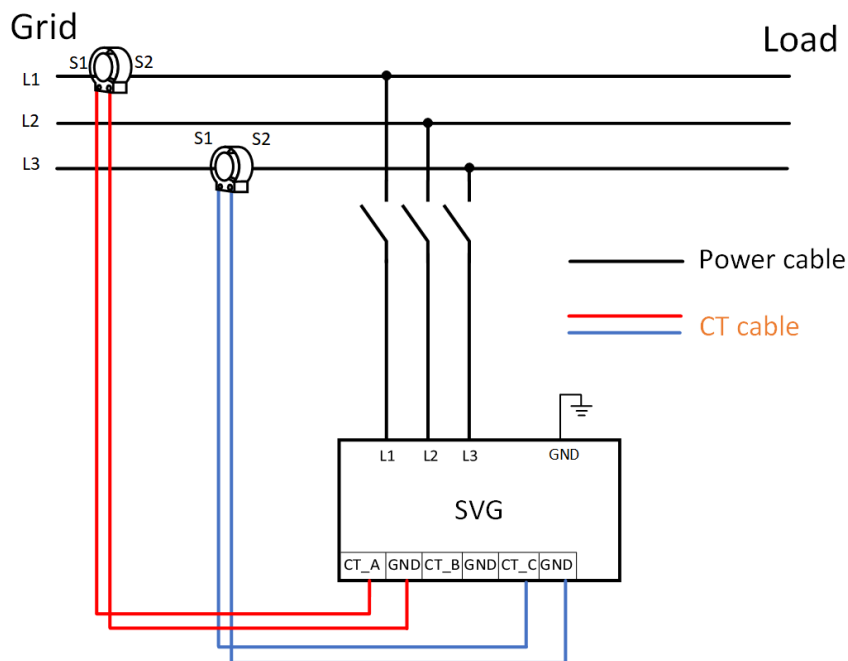 Grid
Load
S1 S2
L1
L2
S1 S2
L3
Power cable
CT cable
L1 L2 L3 GND
SVG
CT_A GND CT_B GND CT_C GND